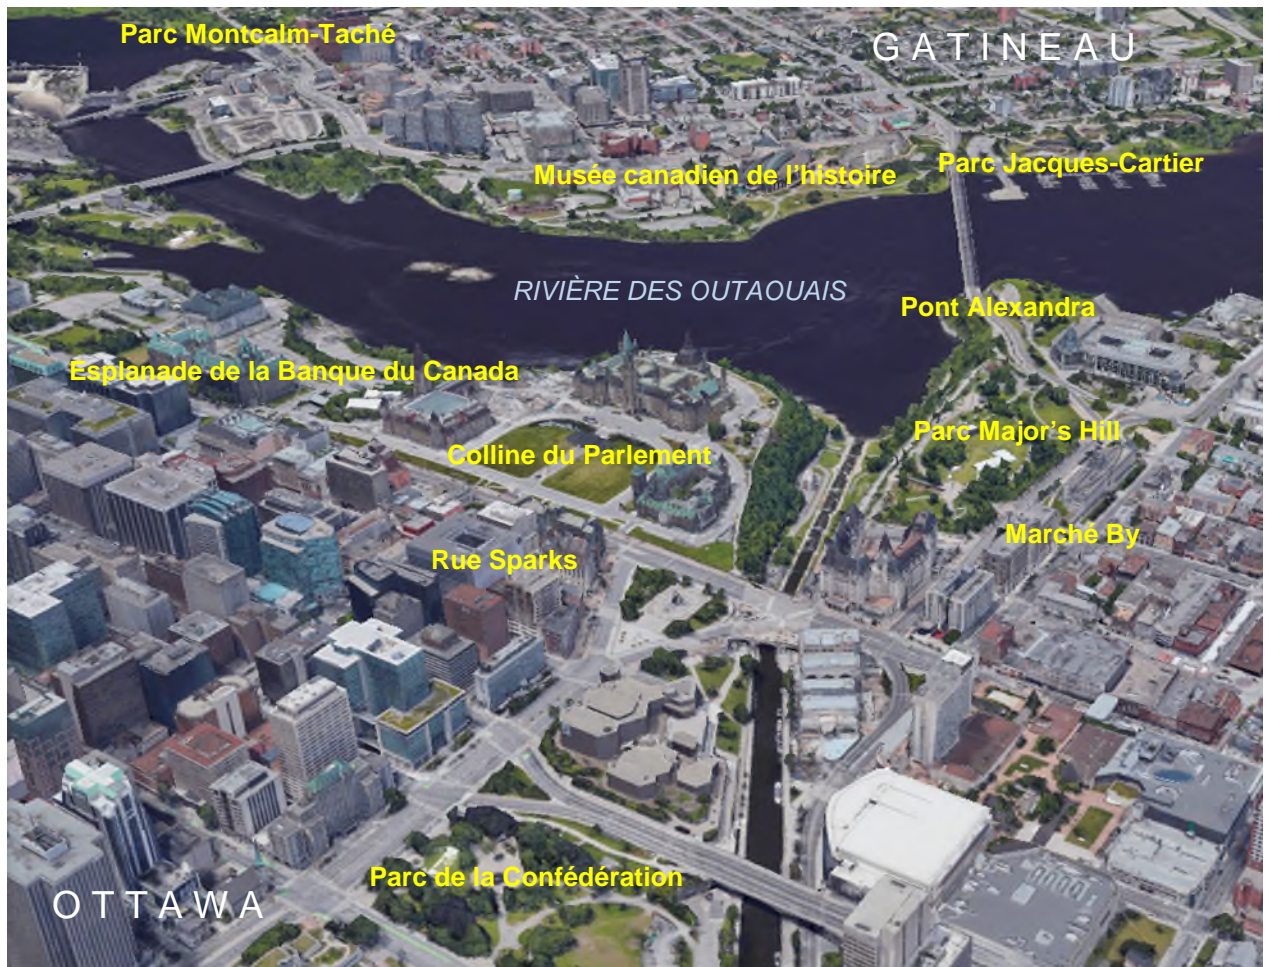 Parc Montcalm-Taché
GATINEAU
Musée canadien de l'histoire
Parc Jacques-Cartier
RIVIÈRE DES OUTAOUAIS
Pont Alexandra
Esplanade de la Banque du Canada
Parc Major's Hill
Colline du Parlement
Marché By
Rue Sparks
Parc de la Confédération
OTTAWA